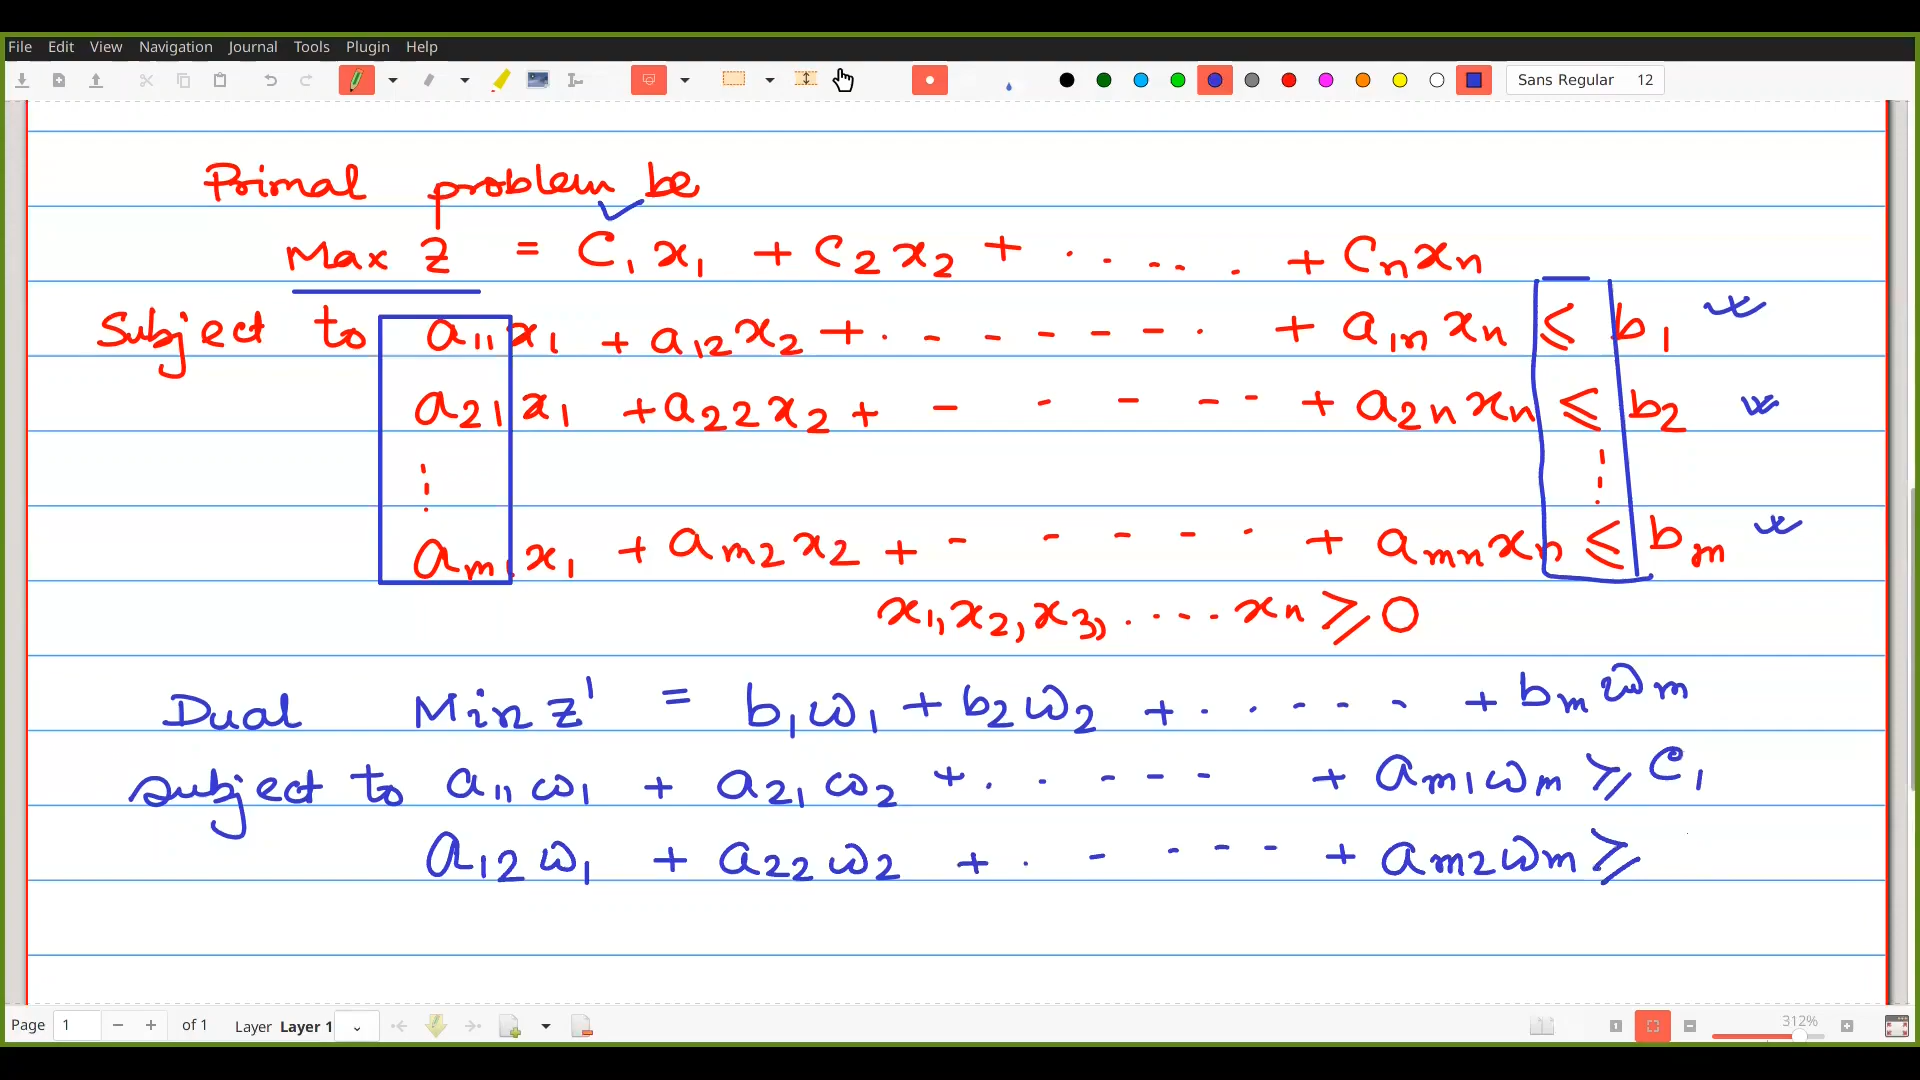 File Edit View Navigation Journal Tools Plugin Help
Sans Regular 12
Primal problem be
Max Z = C₁x₁ + C₂x₂ + ...... + Cₙxₙ
Subject to a₁₁x₁ + a₁₂x₂ + . - - - - - . + a₁ₙxₙ ≤ b₁
a₂₁x₁ + a₂₂x₂ + - - - - - + a₂ₙxₙ ≤ b₂
⋮ ⋮
aₘ₁x₁ + aₘ₂x₂ + - - - - . + aₘₙxₙ ≤ bₘ
x₁, x₂, x₃, ..... xₙ ≥ 0
Dual Min Z' = b₁ω₁ + b₂ω₂ + . . - - - + bₘωₘ
subject to a₁₁ω₁ + a₂₁ω₂ + . . - - - + aₘ₁ωₘ ≥ C₁
a₁₂ω₁ + a₂₂ω₂ + . - - - - + aₘ₂ωₘ ≥
Page 1 of 1 Layer Layer 1 312%